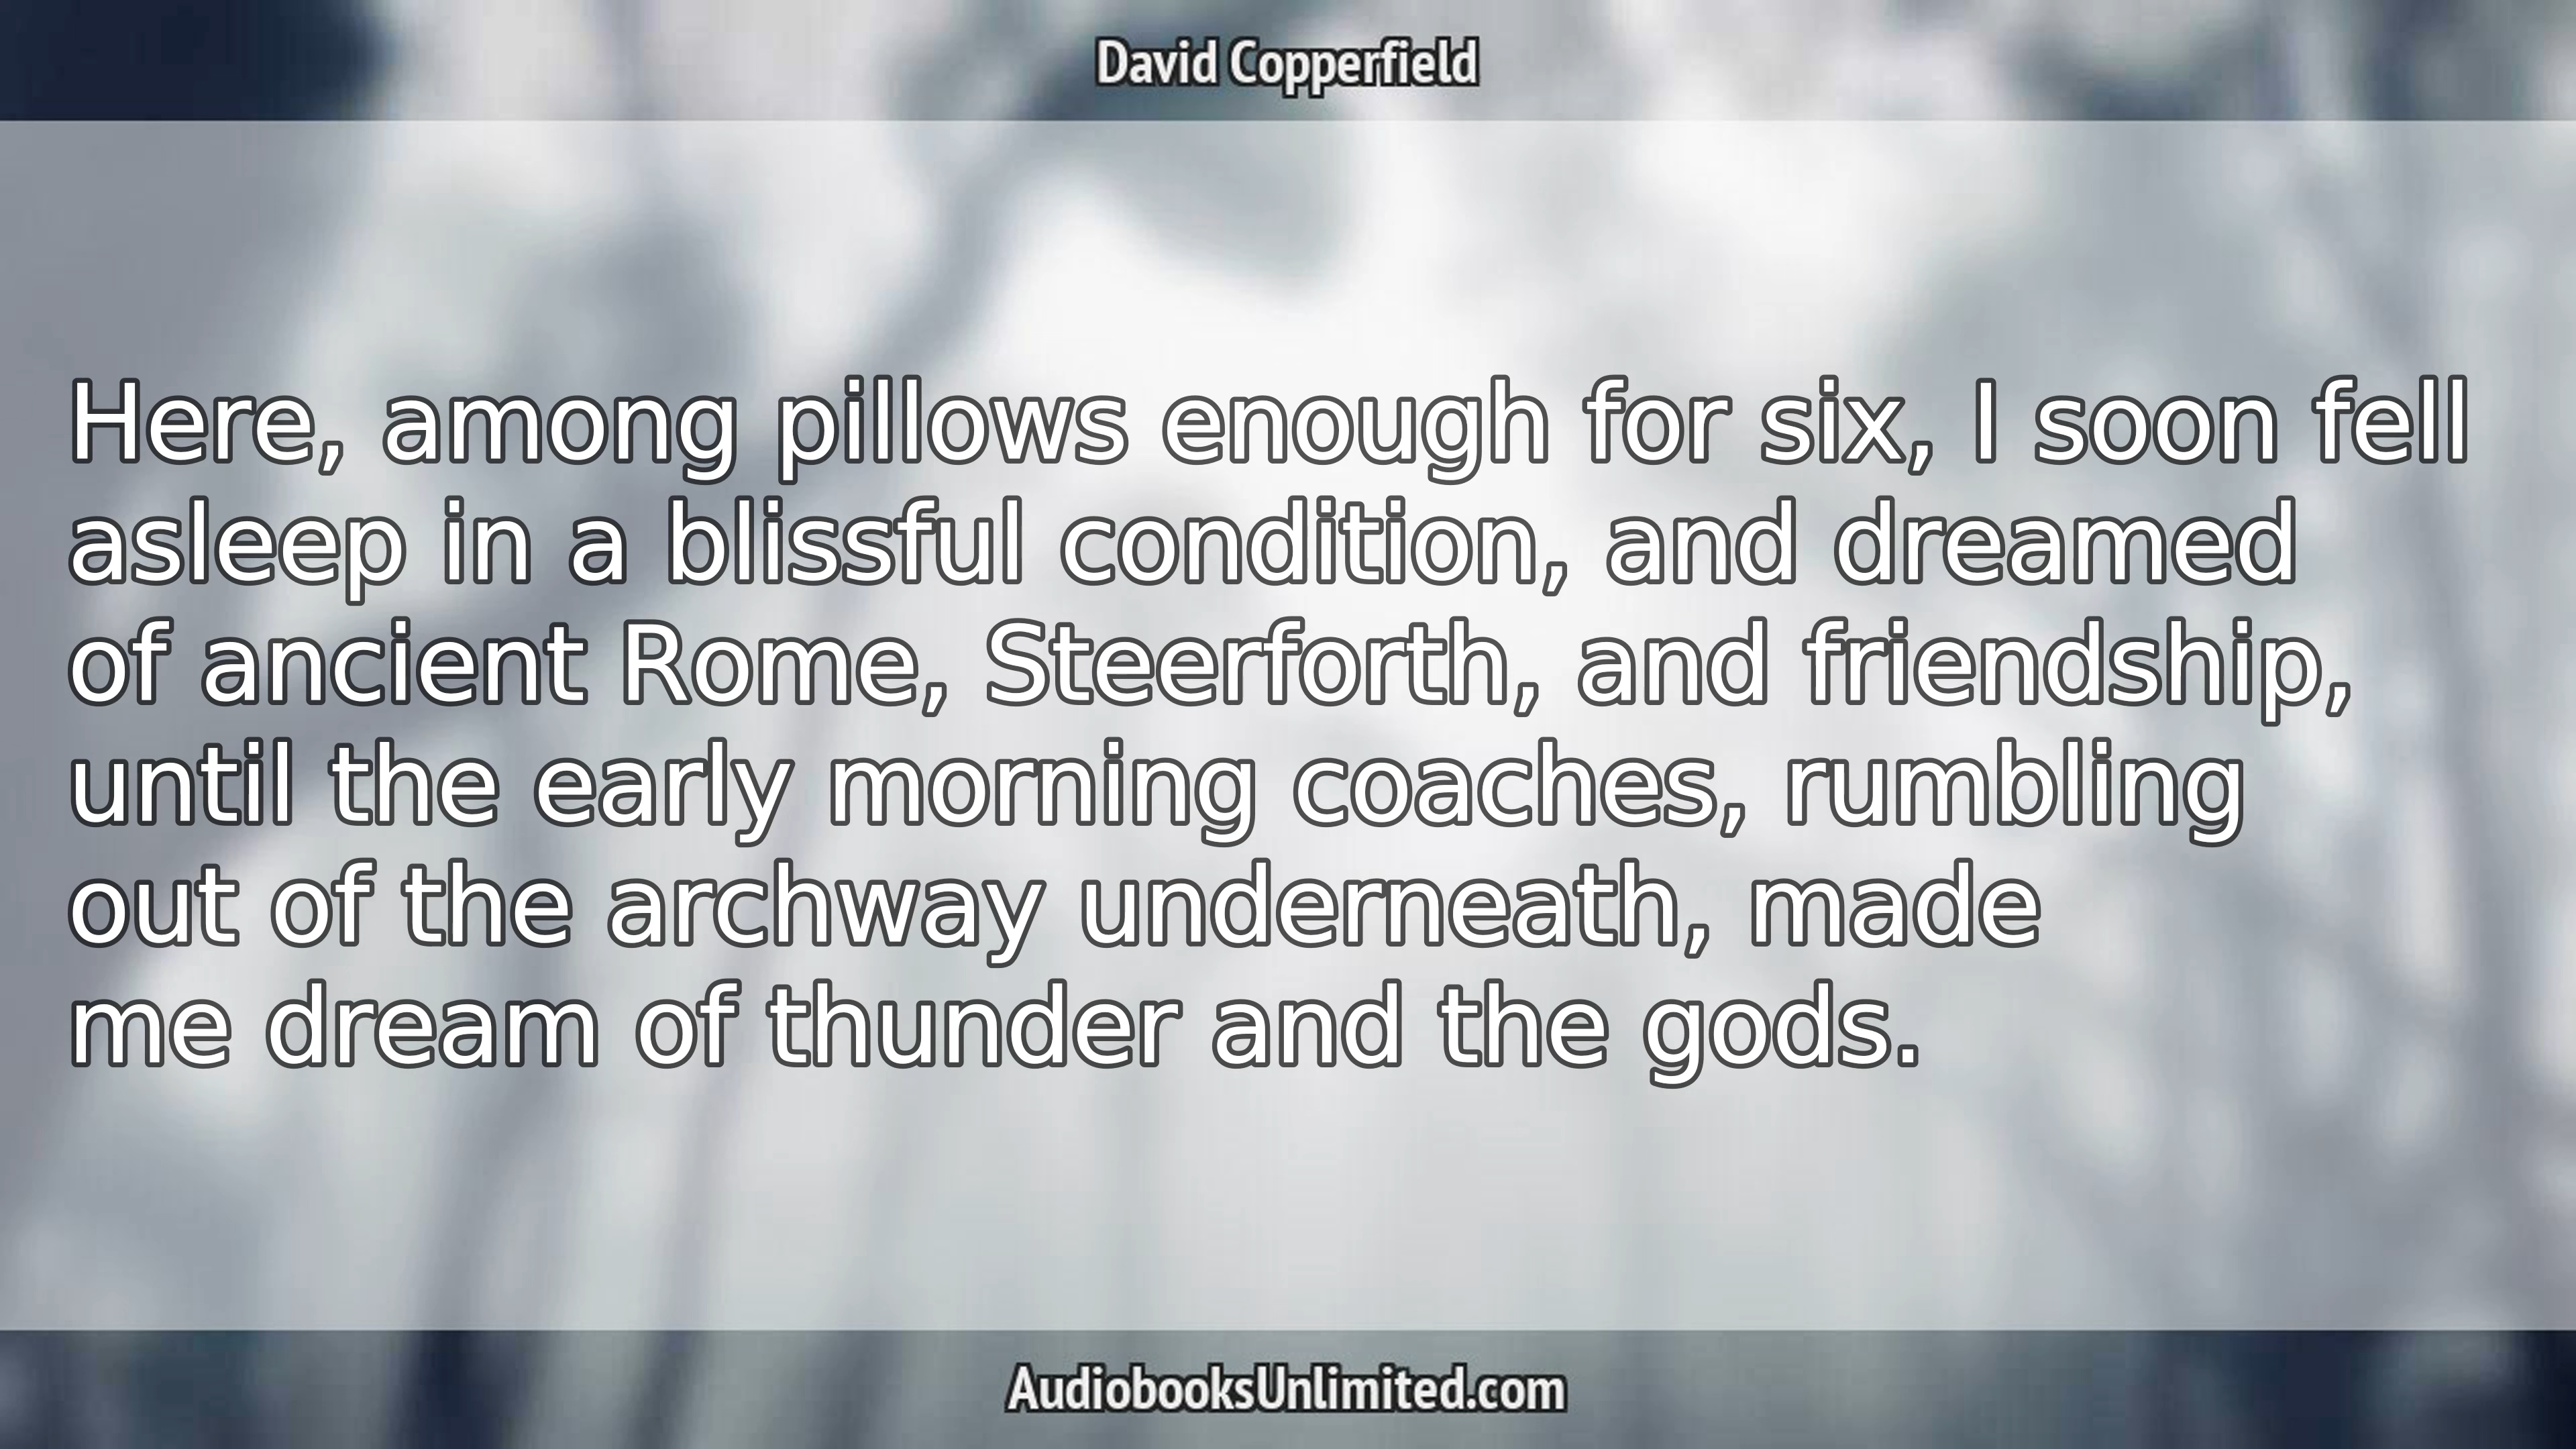 David Copperfield
Here, among pillows enough for six, I soon fell
asleep in a blissful condition, and dreamed
of ancient Rome, Steerforth, and friendship,
until the early morning coaches, rumbling
out of the archway underneath, made
me dream of thunder and the gods.
AudiobooksUnlimited.com